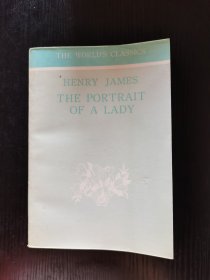 THE WORLD'S CLASSICS
HENRY JAMES
THE PORTRAIT
OF A LADY